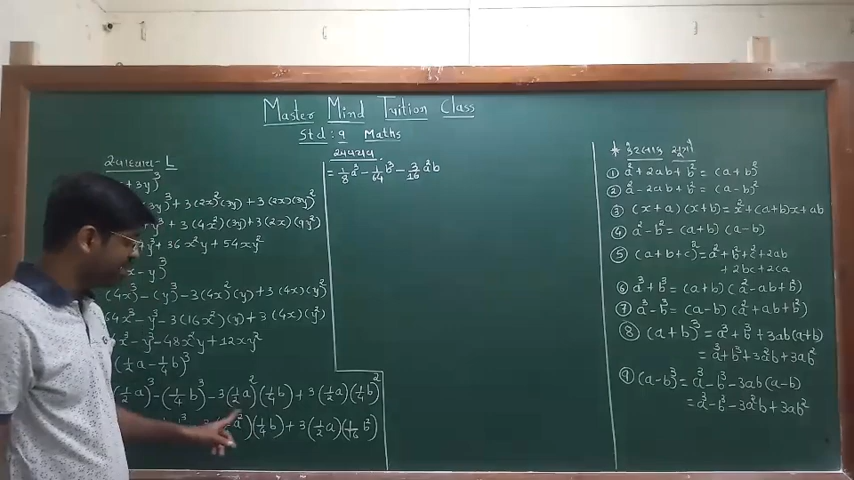 Master Mind Tuition Class
Std : 9 Maths
સ્વાધ્યાય - L
+ 3y)³
y)³ + 3(2x)²(3y) + 3(2x)(3y)²
y³ + 3(4x²)(3y) + 3(2x)(9y²)
+ 36x²y + 54xy²
x - y)³
(4x)³ - (y)³ - 3(4x)²(y) + 3(4x)(y)²
64x³ - y³ - 3(16x²)(y) + 3(4x)(y²)
x³ - y³ - 48x²y + 12xy²
(1/2 a - 1/4 b)³
(1/2 a)³ - (1/4 b)³ - 3(1/2 a)²(1/4 b) + 3(1/2 a)(1/4 b)²
a²)(1/4 b) + 3(1/2 a)(1/16 b²)
= 1/8 a³ - 1/64 b³ - 3/16 a²b
* કેટલાક સૂત્રો
① a² + 2ab + b² = (a + b)²
② a² - 2ab + b² = (a - b)²
③ (x + a)(x + b) = x² + (a + b)x + ab
④ a² - b² = (a + b)(a - b)
⑤ (a + b + c)² = a² + b² + c² + 2ab
+ 2bc + 2ca
⑥ a³ + b³ = (a + b)(a² - ab + b²)
⑦ a³ - b³ = (a - b)(a² + ab + b²)
⑧ (a + b)³ = a³ + b³ + 3ab(a + b)
= a³ + b³ + 3a²b + 3ab²
⑨ (a - b)³ = a³ - b³ - 3ab(a - b)
= a³ - b³ - 3a²b + 3ab²